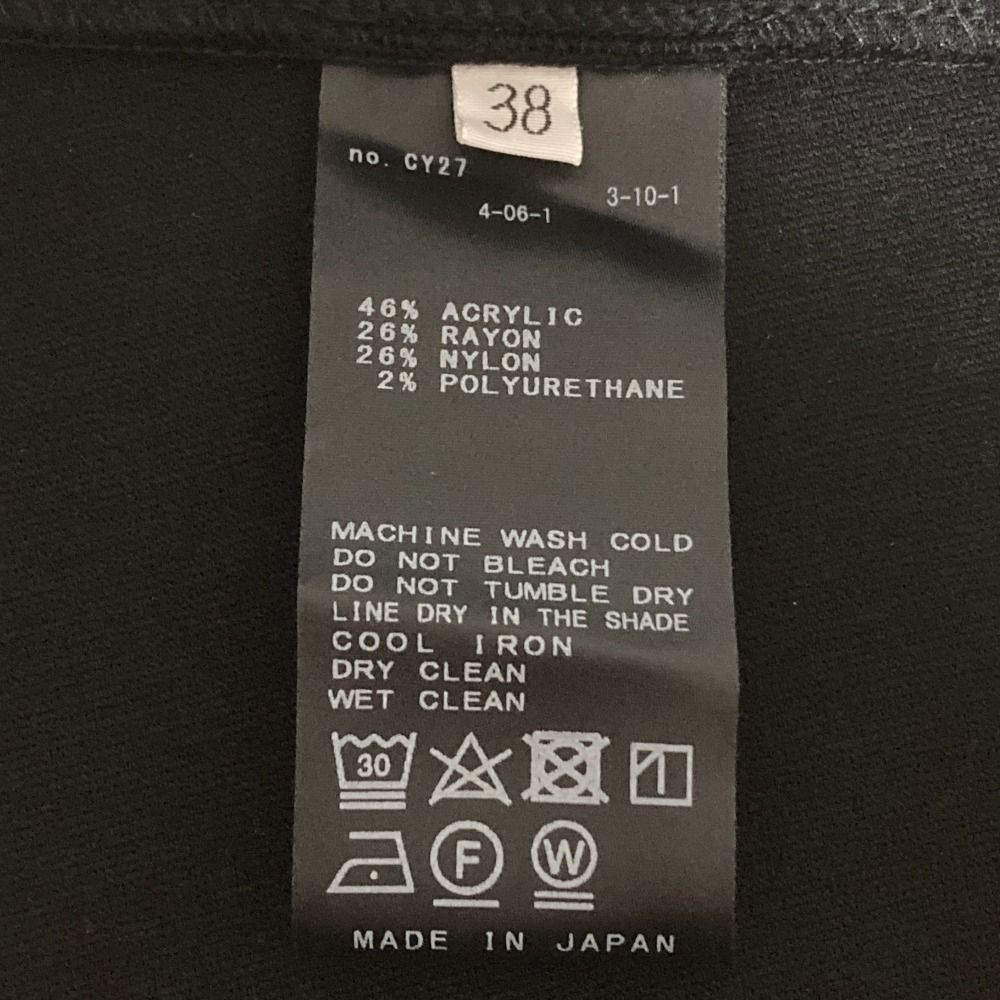 38
no. CY27
3-10-1
4-06-1
46% ACRYLIC
26% RAYON
26% NYLON
2% POLYURETHANE
MACHINE WASH COLD
DO NOT BLEACH
DO NOT TUMBLE DRY
LINE DRY IN THE SHADE
COOL IRON
DRY CLEAN
WET CLEAN
30
F W
MADE IN JAPAN